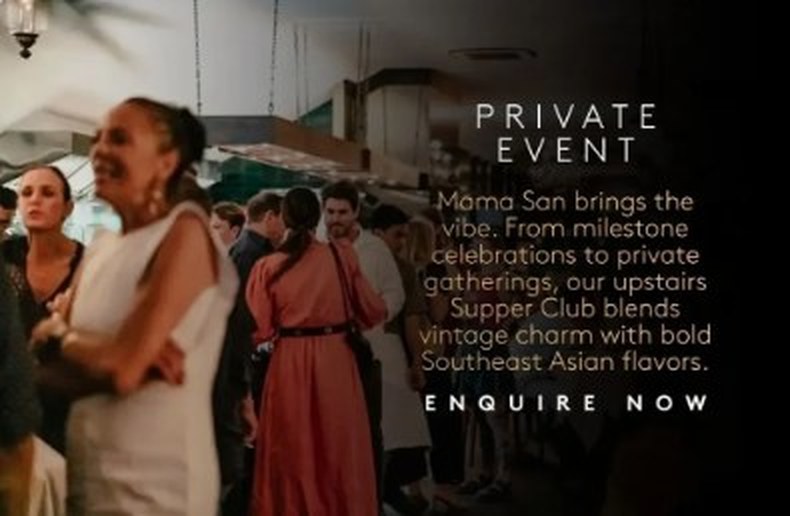 PRIVATE
EVENT
Mama San brings the
vibe. From milestone
celebrations to private
gatherings, our upstairs
Supper Club blends
vintage charm with bold
Southeast Asian flavors.
ENQUIRE NOW